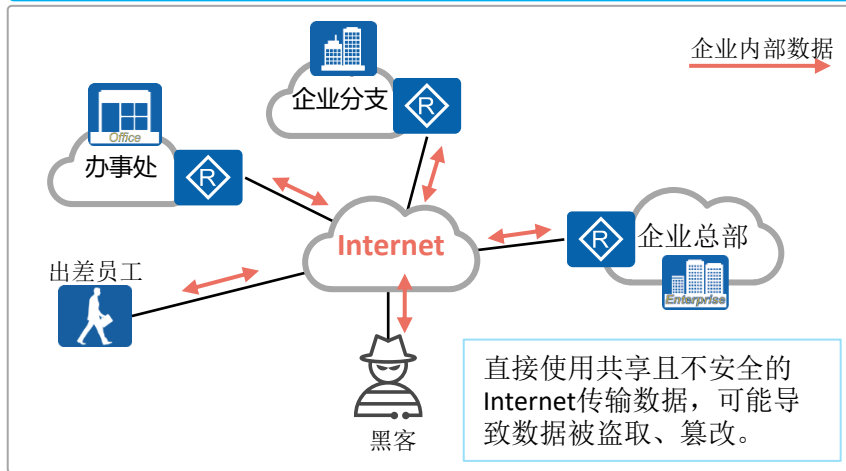 企业内部数据
企业分支
R
Office
办事处
R
Internet
R
企业总部
Enterprise
出差员工
黑客
直接使用共享且不安全的
Internet传输数据，可能导
致数据被盗取、篡改。